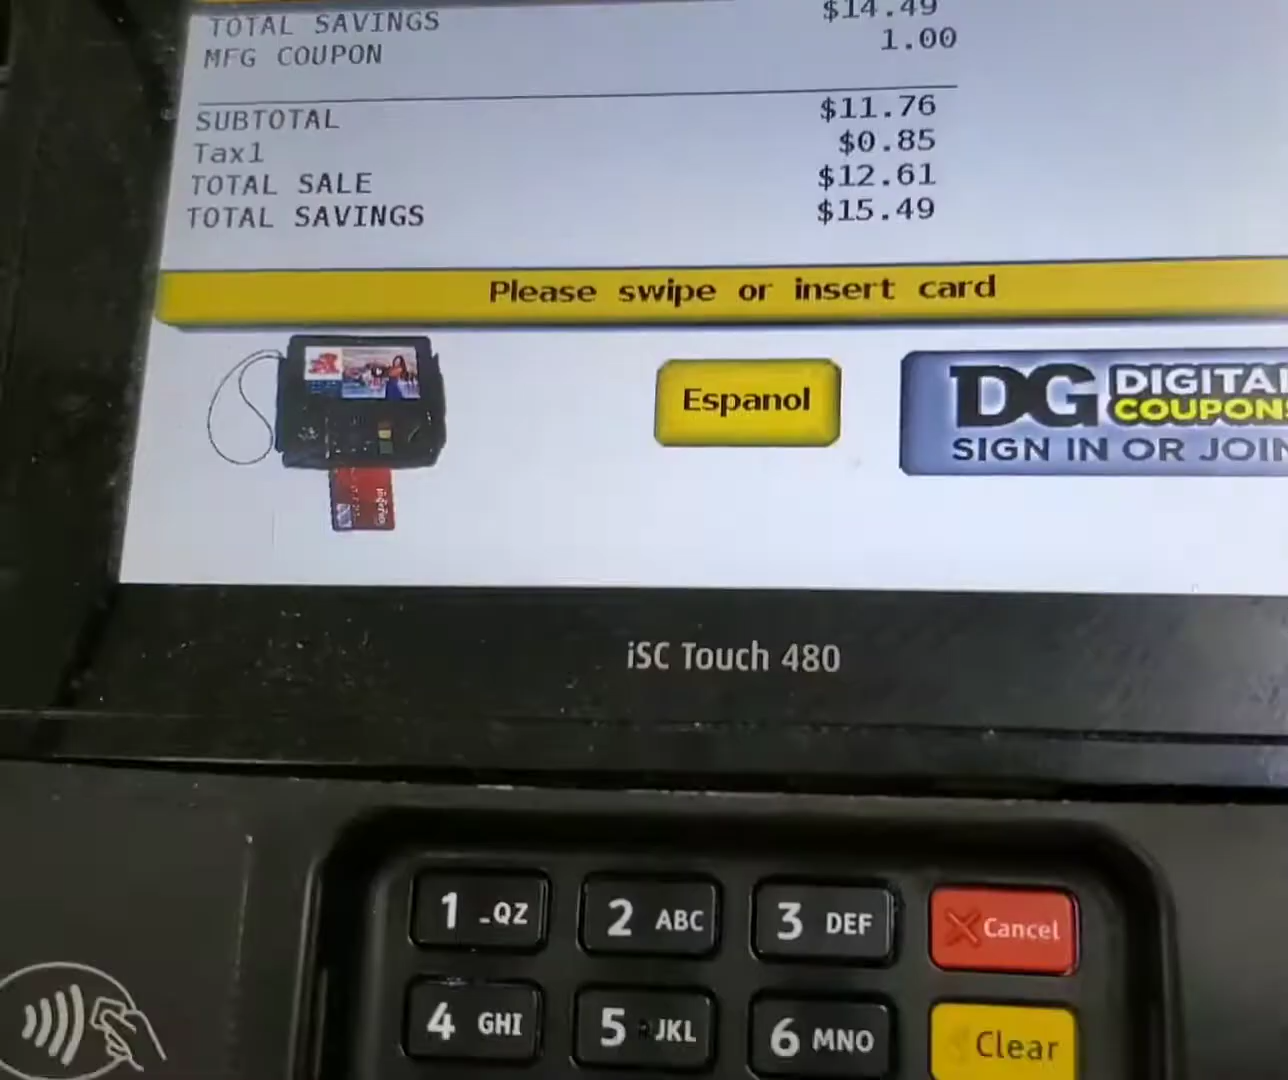 TOTAL SAVINGS $14.49
MFG COUPON 1.00
SUBTOTAL $11.76
Tax1 $0.85
TOTAL SALE $12.61
TOTAL SAVINGS $15.49
Please swipe or insert card
Espanol
DG DIGITAL
COUPONS
SIGN IN OR JOIN
iSC Touch 480
1 -QZ
2 ABC
3 DEF
Cancel
4 GHI
5 JKL
6 MNO
Clear